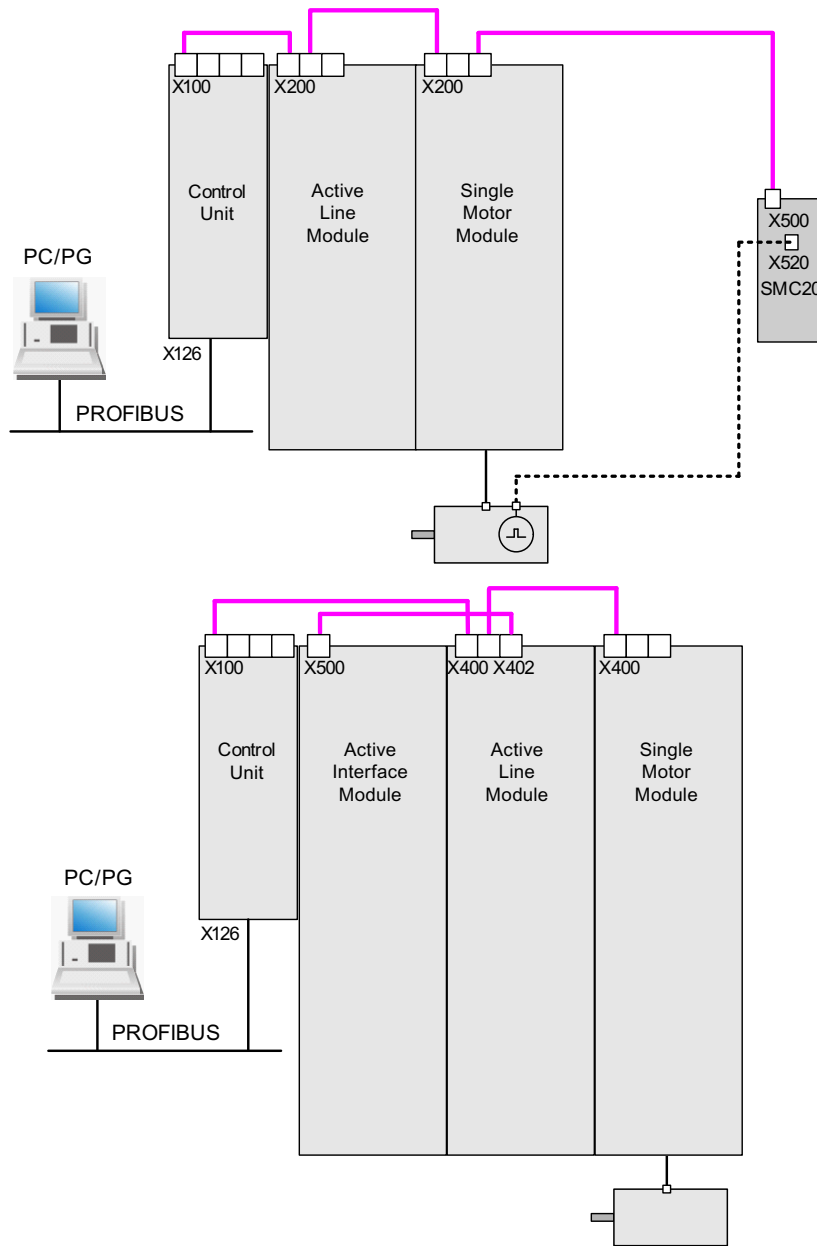 X100
X200
X200
Control
Unit
Active
Line
Module
Single
Motor
Module
X500
X520
SMC20
PC/PG
X126
PROFIBUS
X100
X500
X400 X402
X400
Control
Unit
Active
Interface
Module
Active
Line
Module
Single
Motor
Module
PC/PG
X126
PROFIBUS